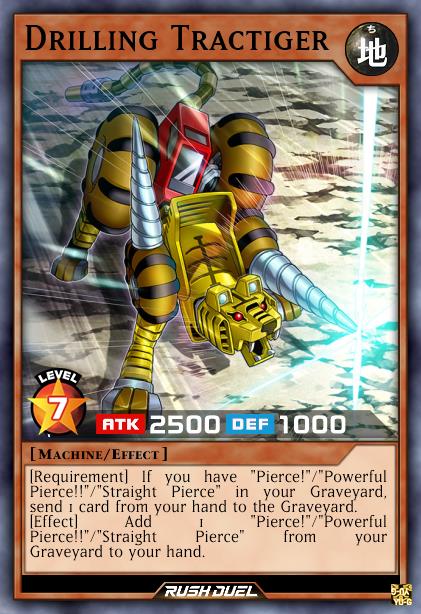 Drilling Tractiger
ち
地
LEVEL
7
ATK 2500 DEF 1000
[Machine/Effect]
[Requirement] If you have "Pierce!"/"Powerful
Pierce!!"/"Straight Pierce" in your Graveyard,
send 1 card from your hand to the Graveyard.
[Effect] Add 1 "Pierce!"/"Powerful
Pierce!!"/"Straight Pierce" from your
Graveyard to your hand.
RUSH DUEL